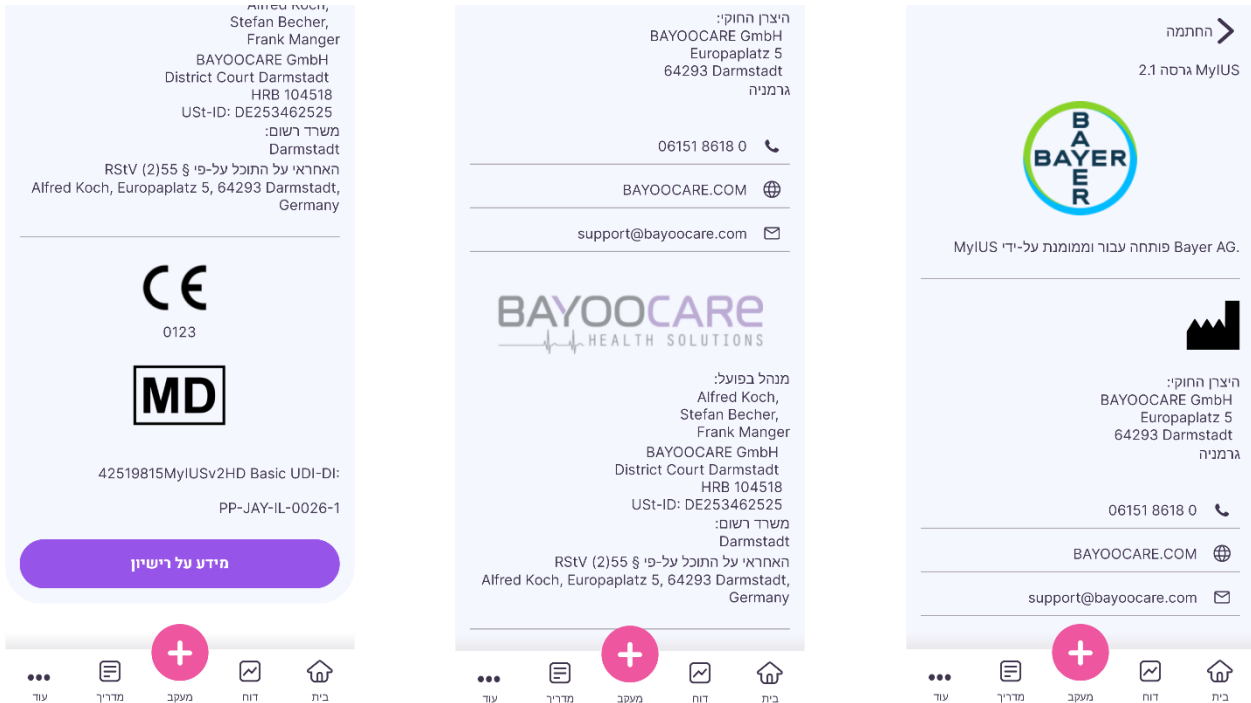 החתמה
MyIUS גרסה 2.1
BAYER
BAYER
MyIUS פותחה עבור וממומנת על-ידי Bayer AG.
היצרן החוקי:
BAYOOCARE GmbH
Europaplatz 5
64293 Darmstadt
גרמניה
06151 8618 0
BAYOOCARE.COM
support@bayoocare.com
בית
דוח
מעקב
מדריך
עוד
היצרן החוקי:
BAYOOCARE GmbH
Europaplatz 5
64293 Darmstadt
גרמניה
06151 8618 0
BAYOOCARE.COM
support@bayoocare.com
BAYOOCARE
HEALTH SOLUTIONS
מנהל בפועל:
Alfred Koch,
Stefan Becher,
Frank Manger
BAYOOCARE GmbH
District Court Darmstadt
HRB 104518
USt-ID: DE253462525
משרד רשום:
Darmstadt
האחראי על התוכל על-פי § 55(2) RStV
Alfred Koch, Europaplatz 5, 64293 Darmstadt,
Germany
בית
דוח
מעקב
מדריך
עוד
Alfred Koch,
Stefan Becher,
Frank Manger
BAYOOCARE GmbH
District Court Darmstadt
HRB 104518
USt-ID: DE253462525
משרד רשום:
Darmstadt
האחראי על התוכל על-פי § 55(2) RStV
Alfred Koch, Europaplatz 5, 64293 Darmstadt,
Germany
CE
0123
MD
42519815MyIUSv2HD Basic UDI-DI:
PP-JAY-IL-0026-1
מידע על רישיון
בית
דוח
מעקב
מדריך
עוד